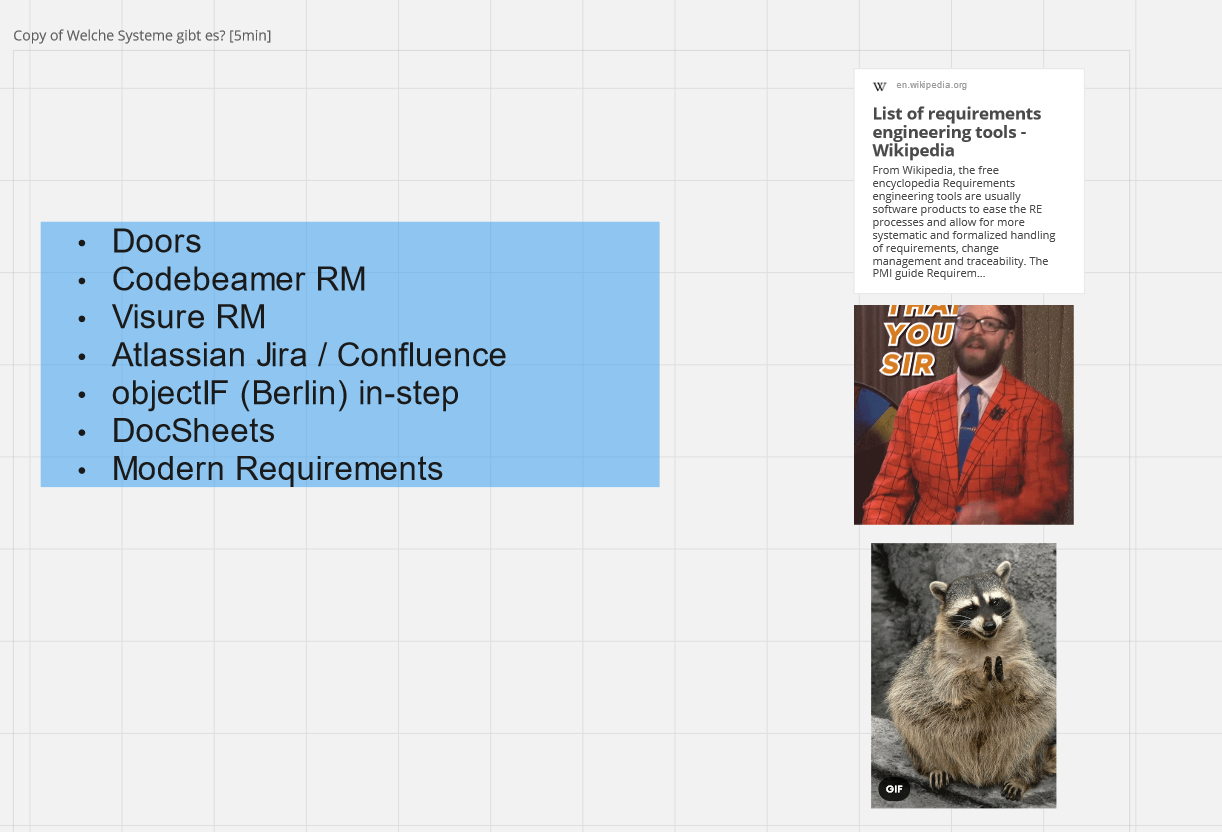 Copy of Welche Systeme gibt es? [5min]
• Doors
• Codebeamer RM
• Visure RM
• Atlassian Jira / Confluence
• objectIF (Berlin) in-step
• DocSheets
• Modern Requirements
W en.wikipedia.org
List of requirements
engineering tools -
Wikipedia
From Wikipedia, the free
encyclopedia Requirements
engineering tools are usually
software products to ease the RE
processes and allow for more
systematic and formalized handling
of requirements, change
management and traceability. The
PMI guide Requirem...
YOU
SIR
GIF